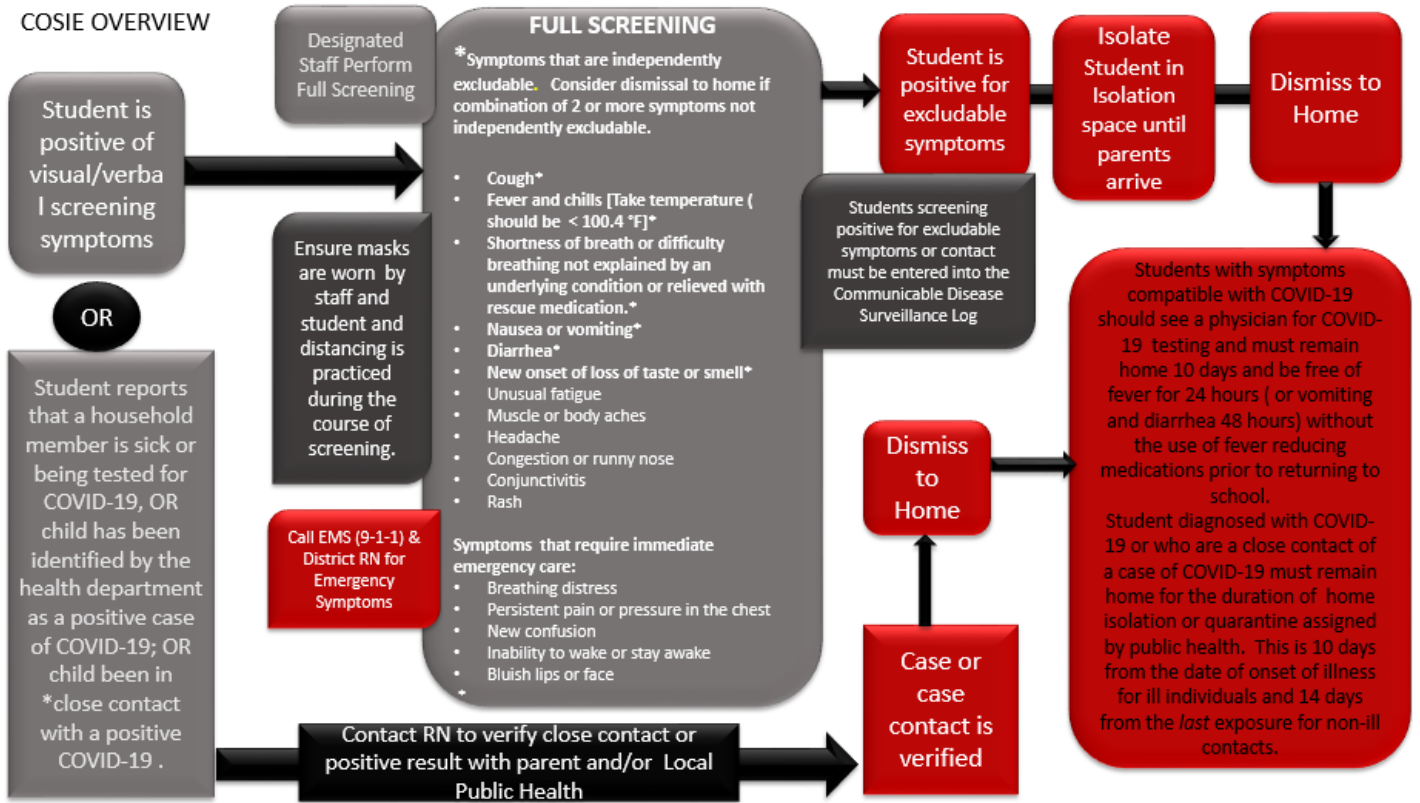 COSIE OVERVIEW
Student is
positive of
visual/verba
l screening
symptoms
OR
Student reports
that a household
member is sick or
being tested for
COVID-19, OR
child has been
identified by the
health department
as a positive case
of COVID-19; OR
child been in
*close contact
with a positive
COVID-19 .
Designated
Staff Perform
Full Screening
Ensure masks
are worn by
staff and
student and
distancing is
practiced
during the
course of
screening.
Call EMS (9-1-1) &
District RN for
Emergency
Symptoms
FULL SCREENING
*Symptoms that are independently
excludable. Consider dismissal to home if
combination of 2 or more symptoms not
independently excludable.
• Cough*
• Fever and chills [Take temperature (
should be < 100.4 °F]*
• Shortness of breath or difficulty
breathing not explained by an
underlying condition or relieved with
rescue medication.*
• Nausea or vomiting*
• Diarrhea*
• New onset of loss of taste or smell*
• Unusual fatigue
• Muscle or body aches
• Headache
• Congestion or runny nose
• Conjunctivitis
• Rash
Symptoms that require immediate
emergency care:
• Breathing distress
• Persistent pain or pressure in the chest
• New confusion
• Inability to wake or stay awake
• Bluish lips or face
*
Contact RN to verify close contact or
positive result with parent and/or Local
Public Health
Student is
positive for
excludable
symptoms
Students screening
positive for excludable
symptoms or contact
must be entered into the
Communicable Disease
Surveillance Log
Isolate
Student in
Isolation
space until
parents
arrive
Dismiss to
Home
Case or
case
contact is
verified
Dismiss
to
Home
Students with symptoms
compatible with COVID-19
should see a physician for COVID-
19 testing and must remain
home 10 days and be free of
fever for 24 hours ( or vomiting
and diarrhea 48 hours) without
the use of fever reducing
medications prior to returning to
school.
Student diagnosed with COVID-
19 or who are a close contact of
a case of COVID-19 must remain
home for the duration of home
isolation or quarantine assigned
by public health. This is 10 days
from the date of onset of illness
for ill individuals and 14 days
from the last exposure for non-ill
contacts.